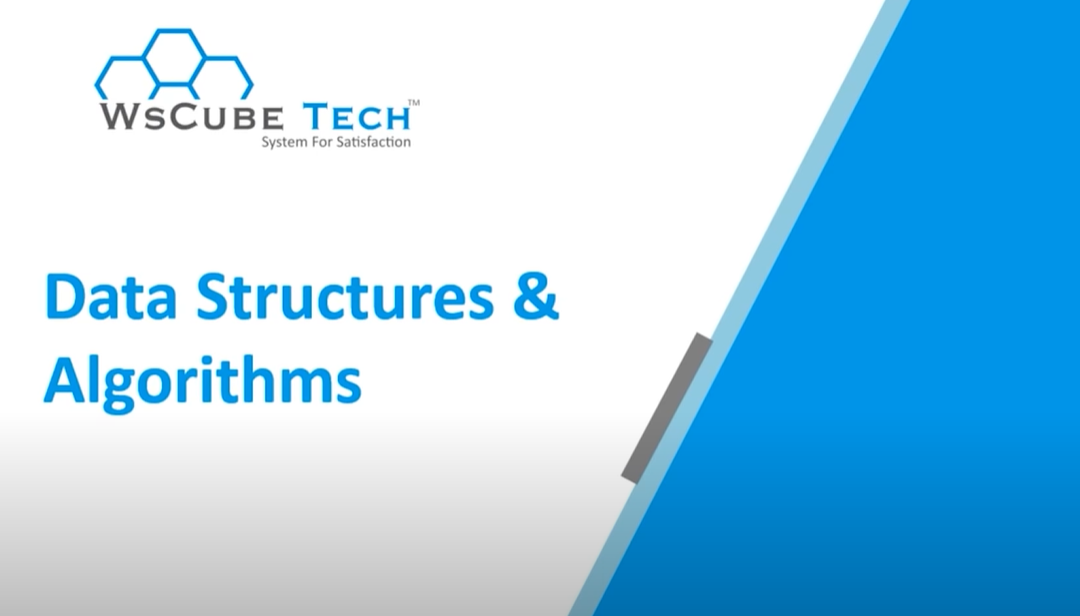 WsCube Tech™
System For Satisfaction
Data Structures &
Algorithms